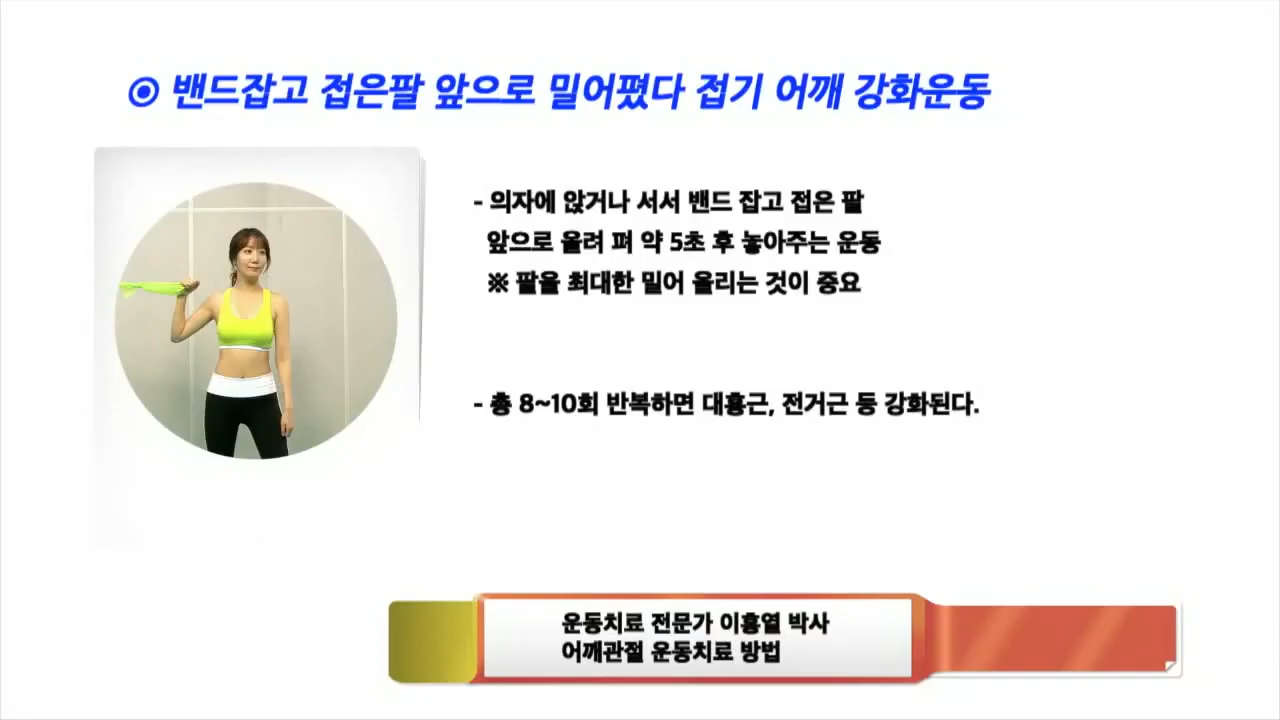 ◉ 밴드잡고 접은팔 앞으로 밀어폈다 접기 어깨 강화운동
- 의자에 앉거나 서서 밴드 잡고 접은 팔
앞으로 올려 펴 약 5초 후 놓아주는 운동
※ 팔을 최대한 밀어 올리는 것이 중요
- 총 8~10회 반복하면 대흉근, 전거근 등 강화된다.
운동치료 전문가 이홍열 박사
어깨관절 운동치료 방법